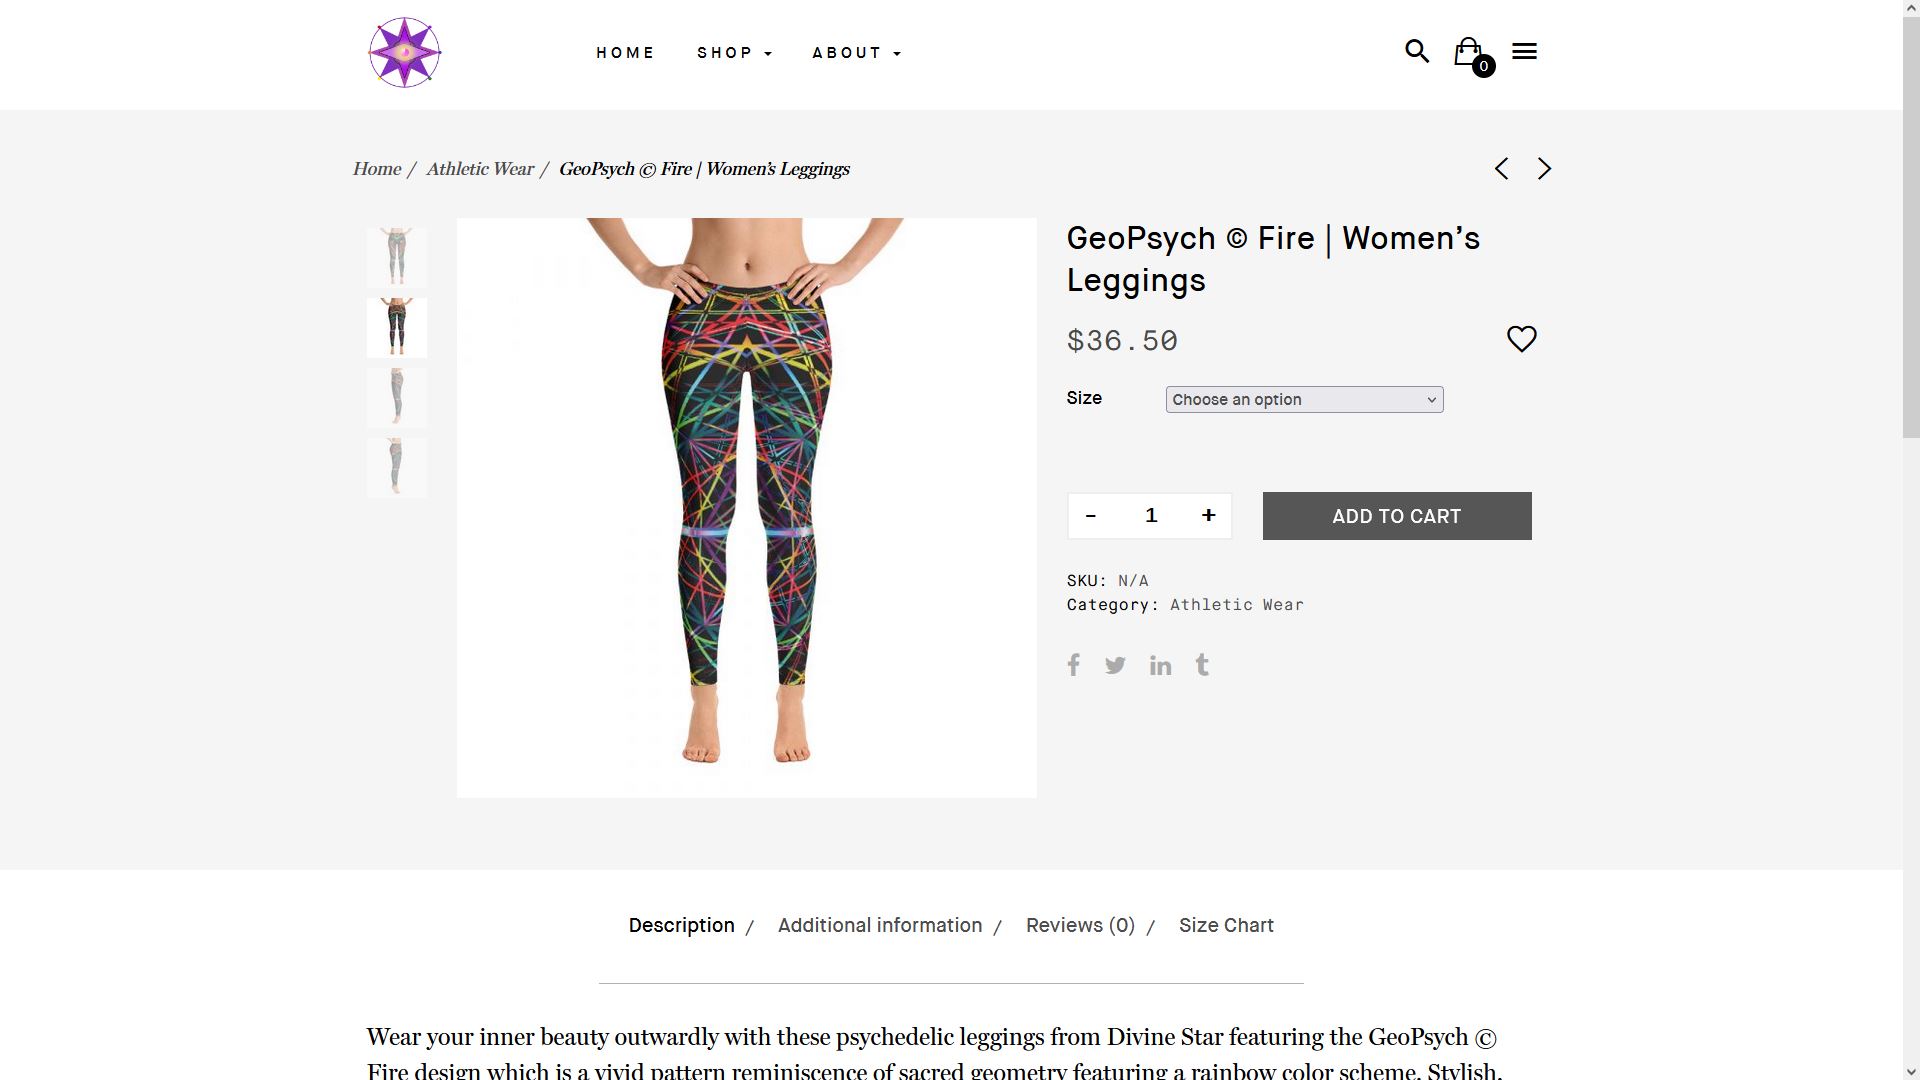 HOME SHOP ABOUT
0
Home / Athletic Wear / GeoPsych © Fire | Women’s Leggings
GeoPsych © Fire | Women’s
Leggings
$36.50
Size Choose an option
- 1 + ADD TO CART
SKU: N/A
Category: Athletic Wear
Description / Additional information / Reviews (0) / Size Chart
Wear your inner beauty outwardly with these psychedelic leggings from Divine Star featuring the GeoPsych ©
Fire design which is a vivid pattern reminiscence of sacred geometry featuring a rainbow color scheme. Stylish,